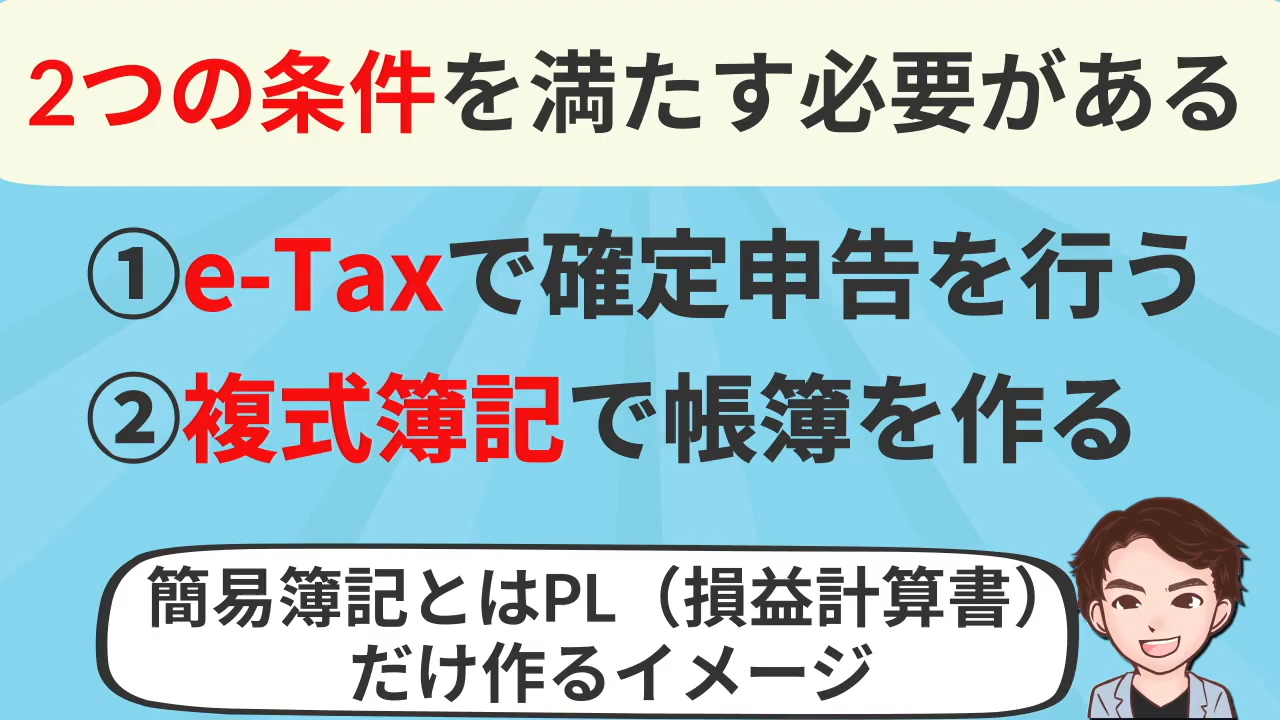 2つの条件を満たす必要がある
①e-Taxで確定申告を行う
②複式簿記で帳簿を作る
簡易簿記とはPL（損益計算書）
だけ作るイメージ